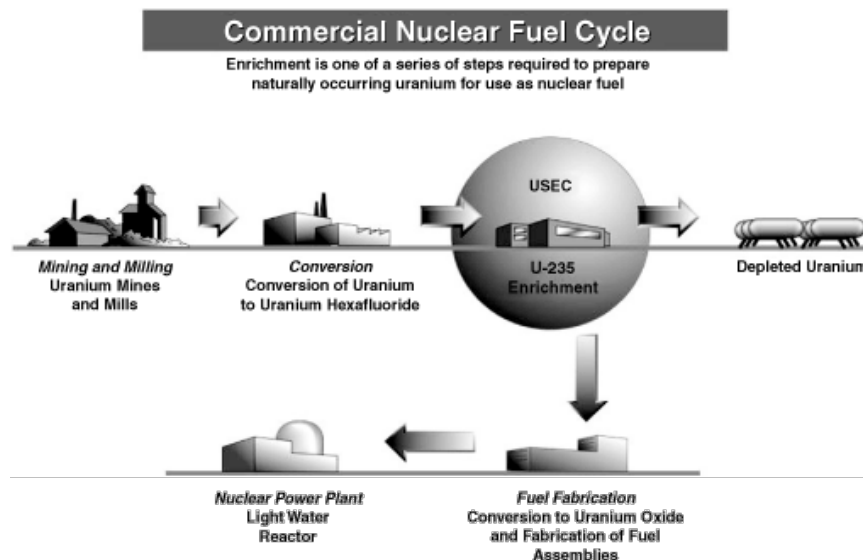 Commercial Nuclear Fuel Cycle
Enrichment is one of a series of steps required to prepare
naturally occurring uranium for use as nuclear fuel
USEC
U-235
Enrichment
Mining and Milling
Uranium Mines
and Mills
Conversion
Conversion of Uranium
to Uranium Hexafluoride
Depleted Uranium
Nuclear Power Plant
Light Water
Reactor
Fuel Fabrication
Conversion to Uranium Oxide
and Fabrication of Fuel
Assemblies